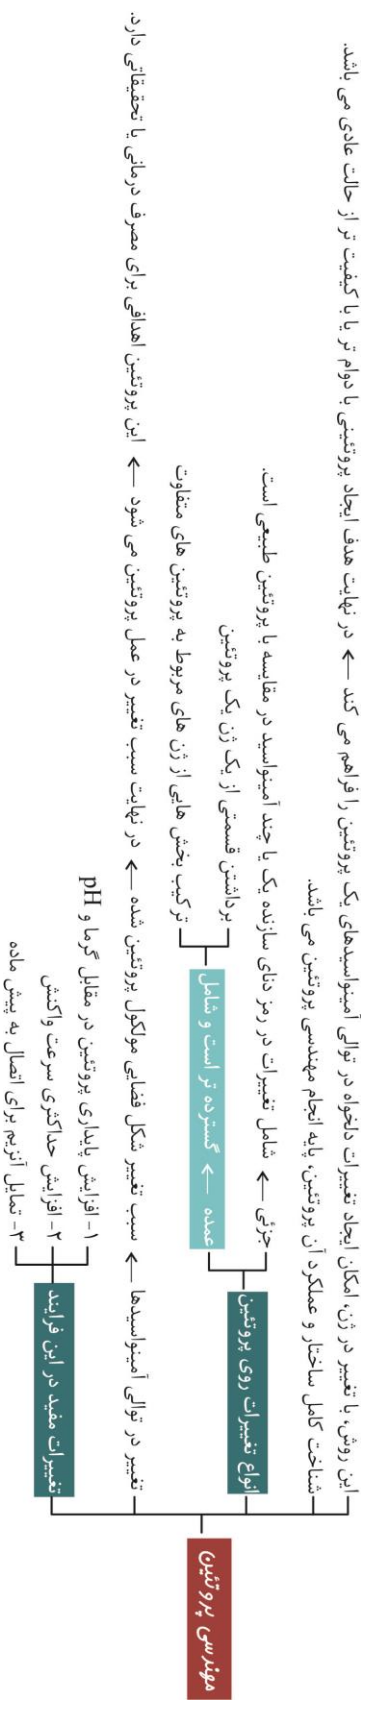 مهندسی پروتئین
این روش، با تغییر در ژن، امکان ایجاد تغییرات دلخواه در توالی آمینواسیدهای یک پروتئین را فراهم می کند ← در نهایت هدف ایجاد پروتئینی با دوام تر یا با کیفیت تر از حالت عادی می باشد.
شناخت کامل ساختار و عملکرد آن پروتئین، پایه انجام مهندسی پروتئین می باشد.
انواع تغییرات روی پروتئین
جزئی ← شامل تغییرات در رمز دنای سازنده یک یا چند آمینواسید در مقایسه با پروتئین طبیعی است.
عمده ← گسترده تر است و شامل
برداشتن قسمتی از یک ژن یک پروتئین
ترکیب بخش هایی از ژن های مربوط به پروتئین های متفاوت
تغییر در توالی آمینواسیدها ← سبب تغییر شکل فضایی مولکول پروتئین شده ← در نهایت سبب تغییر در عمل پروتئین می شود ← این پروتئین اهدافی برای مصرف درمانی یا تحقیقاتی دارد.
تغییرات مفید در این فرایند
۱- افزایش پایداری پروتئین در مقابل گرما و pH
۲- افزایش حداکثری سرعت واکنش
۳- تمایل آنزیم برای اتصال به پیش ماده